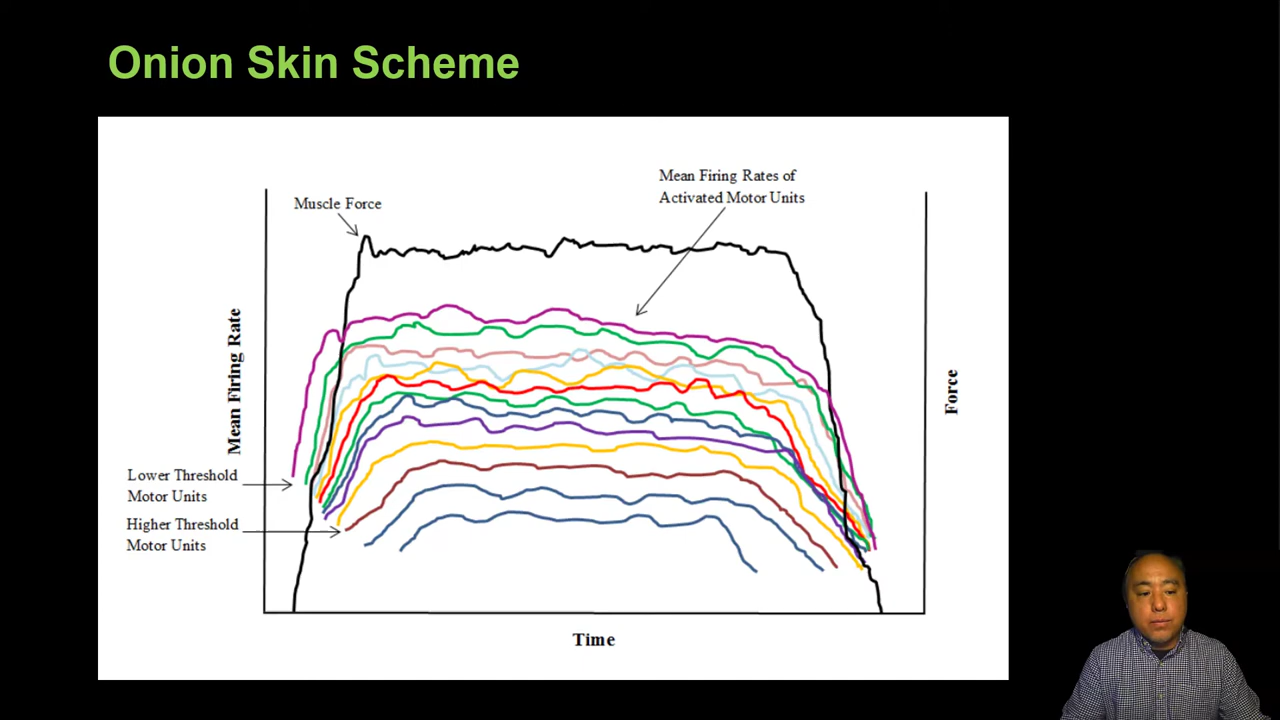 Onion Skin Scheme
Mean Firing Rates of
Activated Motor Units
Muscle Force
Mean Firing Rate
Force
Lower Threshold
Motor Units
Higher Threshold
Motor Units
Time